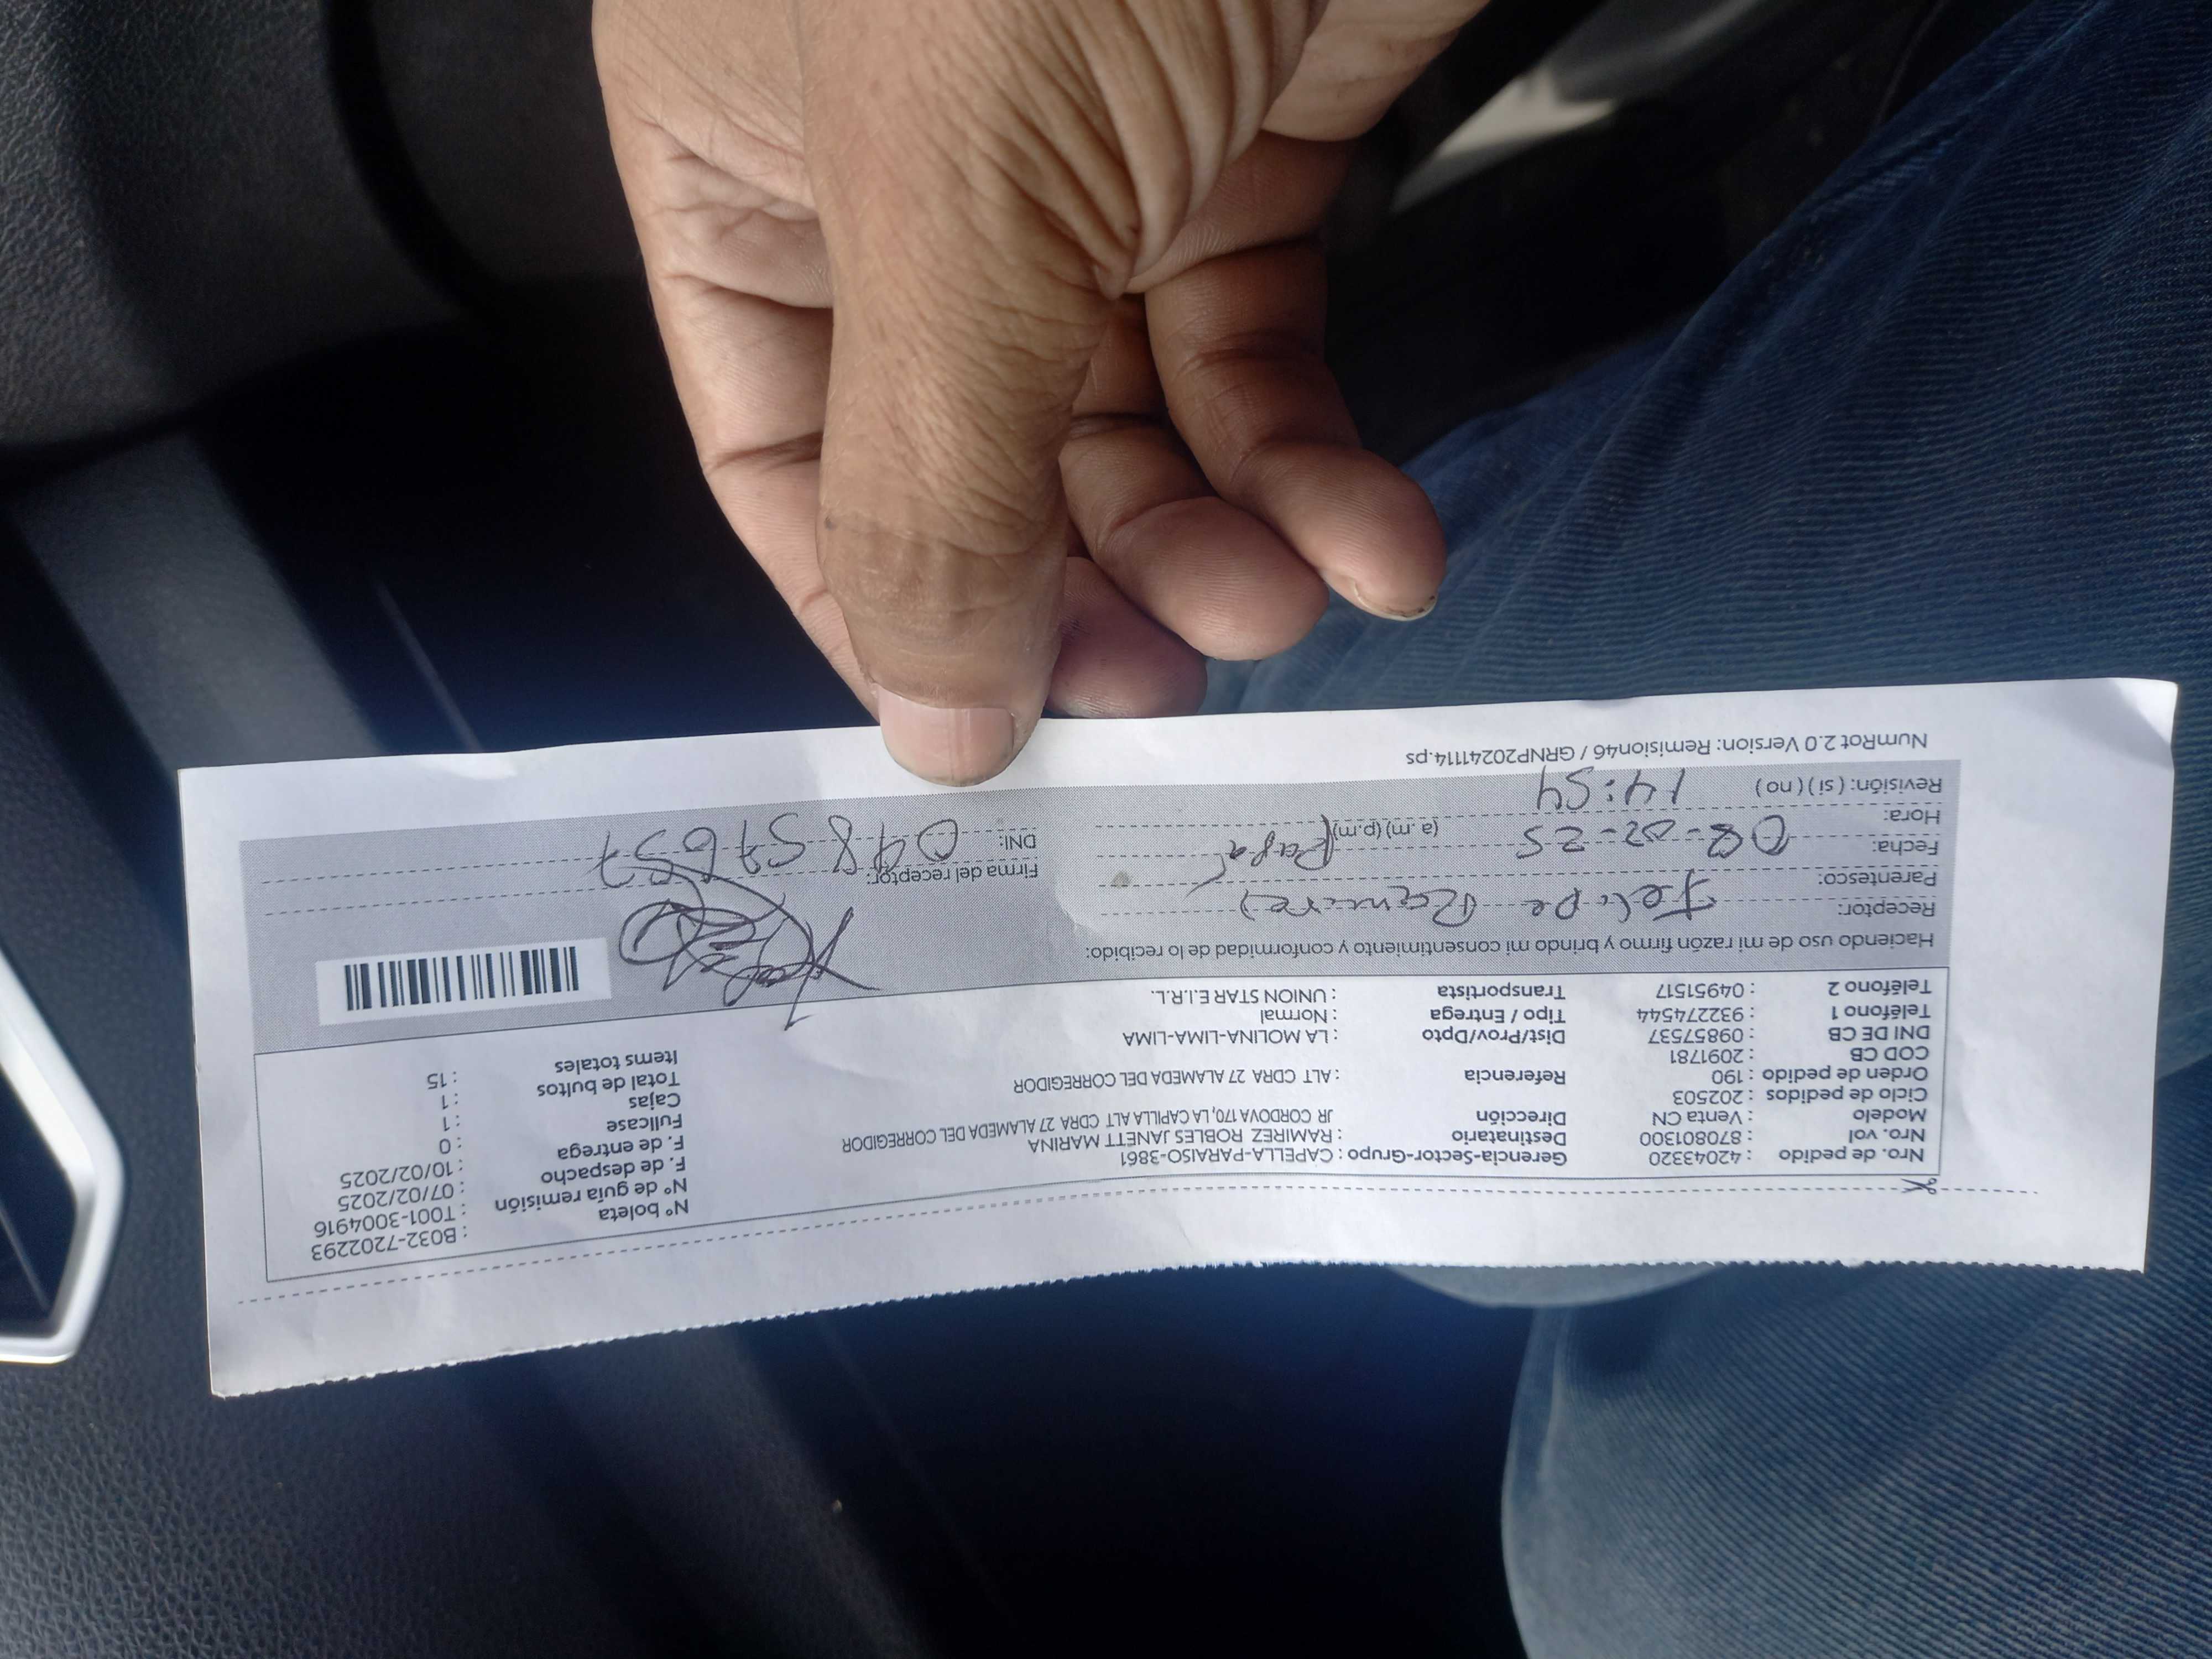 Nº boleta : B032-7202293
Nº de guía remisión : T001-3004916
F. de despacho : 07/02/2025
F. de entrega : 10/02/2025
Fullcase : 0
Cajas : 1
Total de bultos : 1
Items totales : 15
Nro. de pedido : 42043320 Gerencia-Sector-Grupo : CAPELLA-PARAISO-3861
Nro. vol : 870801300 Destinatario : RAMIREZ ROBLES JANETT MARINA
Modelo : Venta CN Dirección JR CORDOVA 170, LA CAPILLA ALT CDRA 27 ALAMEDA DEL CORREGIDOR
Ciclo de pedidos : 202503
Orden de pedido : 190 Referencia : ALT CDRA 27 ALAMEDA DEL CORREGIDOR
COD CB : 2091781
DNI DE CB : 09857537 Dist/Prov/Dpto : LA MOLINA-LIMA-LIMA
Teléfono 1 : 932274544 Tipo / Entrega : Normal
Teléfono 2 : 04951517 Transportista : UNION STAR E.I.R.L.
Haciendo uso de mi razón firmo y brindo mi consentimiento y conformidad de lo recibido:
Receptor: Felipe Ramirez
Parentesco: (Papá)
Fecha: 08-02-25
Hora: 14:54 (a.m) (p.m)
Revisión: ( si ) ( no )
Firma del receptor:
DNI:
NumRot 2.0 Version: Remision46 / GRNP20241114.ps